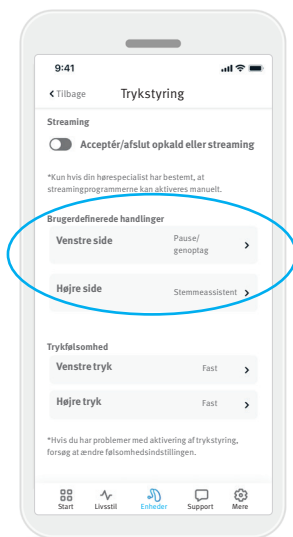 9:41
Tilbage Trykstyring
Streaming
Acceptér/afslut opkald eller streaming
*Kun hvis din hørespecialist har bestemt, at
streamingprogrammerne kan aktiveres manuelt.
Brugerdefinerede handlinger
Venstre side Pause/
genoptag
Højre side Stemmeassistent
Trykfølsomhed
Venstre tryk Fast
Højre tryk Fast
*Hvis du har problemer med aktivering af trykstyring,
forsøg at ændre følsomhedsindstillingen.
Start Livsstil Enheder Support Mere